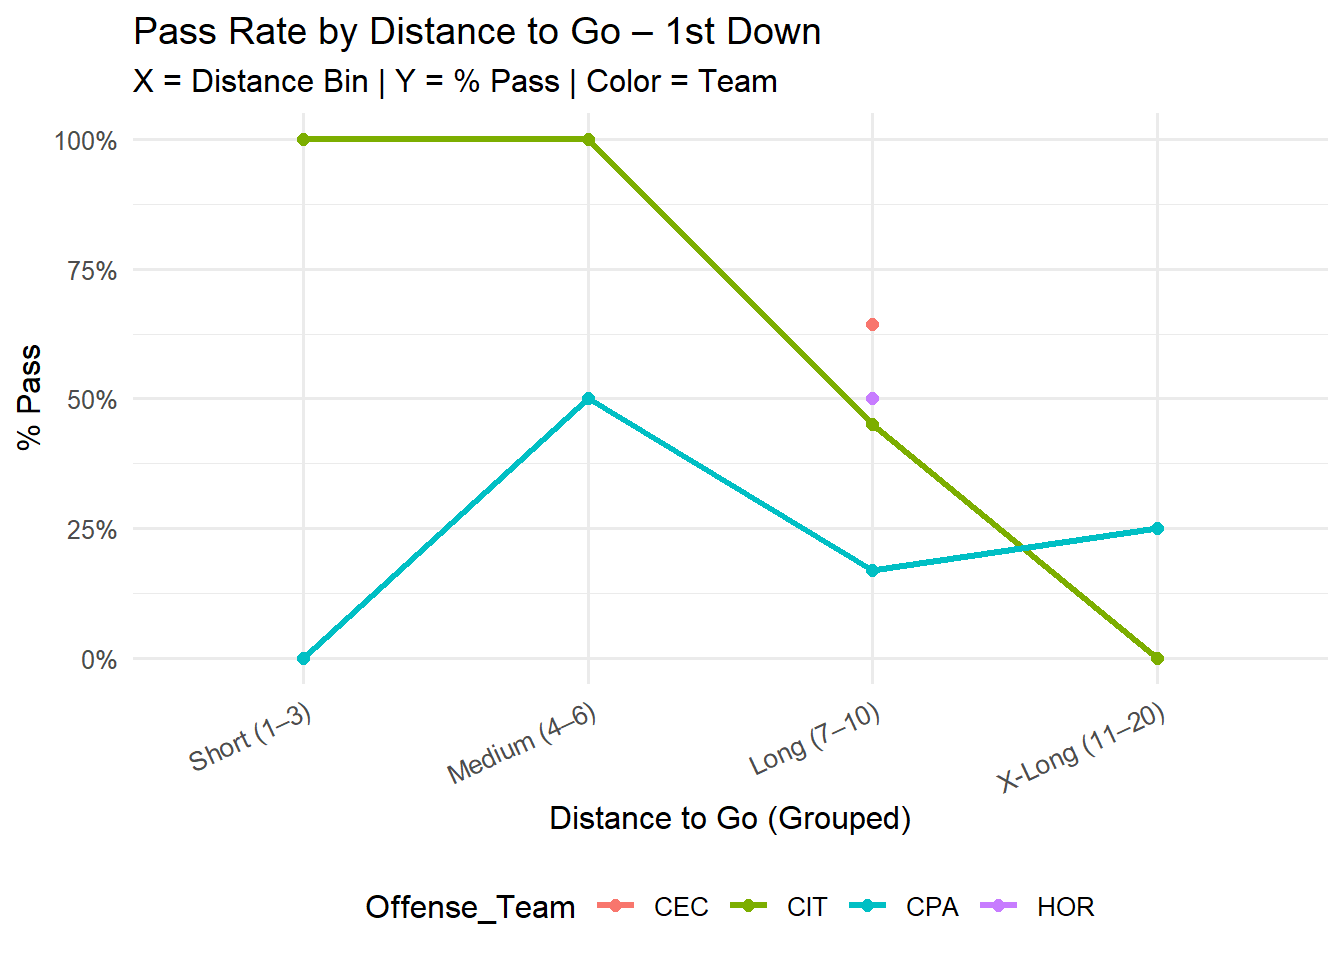 Pass Rate by Distance to Go – 1st Down
X = Distance Bin | Y = % Pass | Color = Team
100%
75%
50%
25%
0%
% Pass
Short (1–3)
Medium (4–6)
Long (7–10)
X-Long (11–20)
Distance to Go (Grouped)
Offense_Team CEC CIT CPA HOR